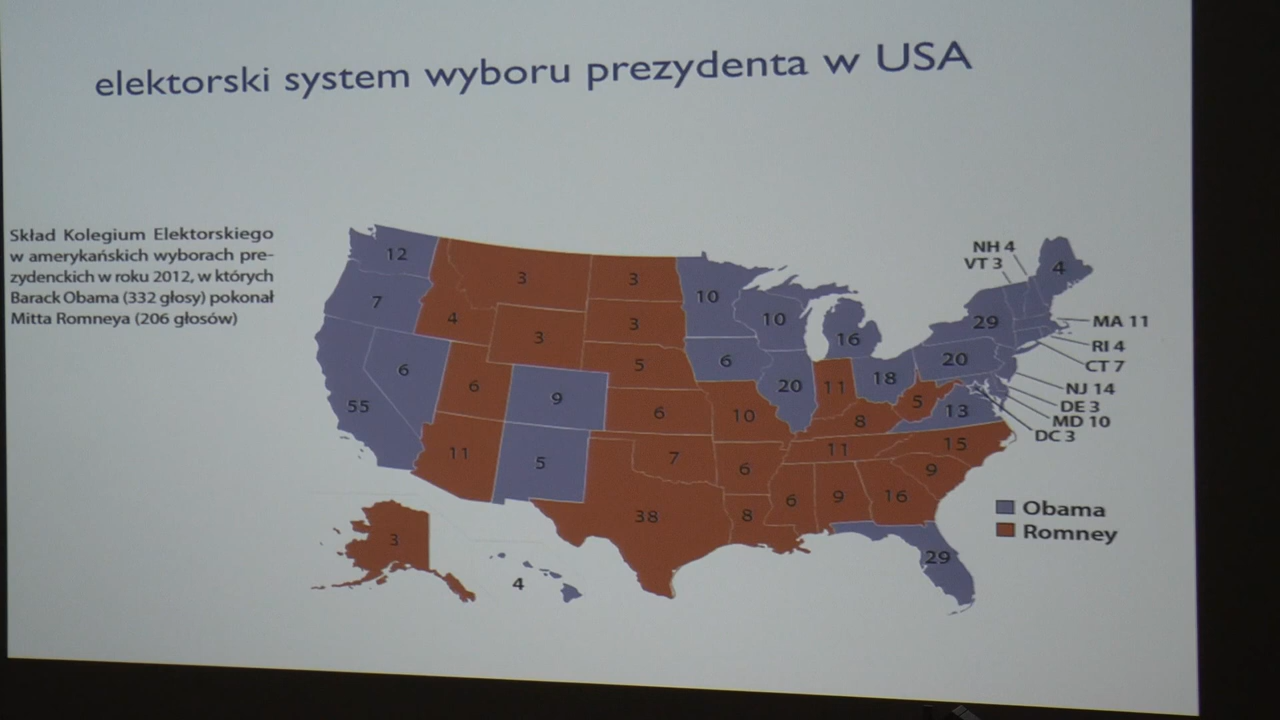 elektorski system wyboru prezydenta w USA
Skład Kolegium Elektorskiego
w amerykańskich wyborach pre-
zydenckich w roku 2012, w których
Barack Obama (332 głosy) pokonał
Mitta Romneya (206 głosów)
12
7
55
6
4
3
3
6
11
9
5
3
3
5
6
7
38
10
6
10
6
8
10
20
16
11
18
8
11
6
9
16
9
15
13
5
20
29
4
29
3
4
NH 4
VT 3
MA 11
RI 4
CT 7
NJ 14
DE 3
MD 10
DC 3
Obama
Romney